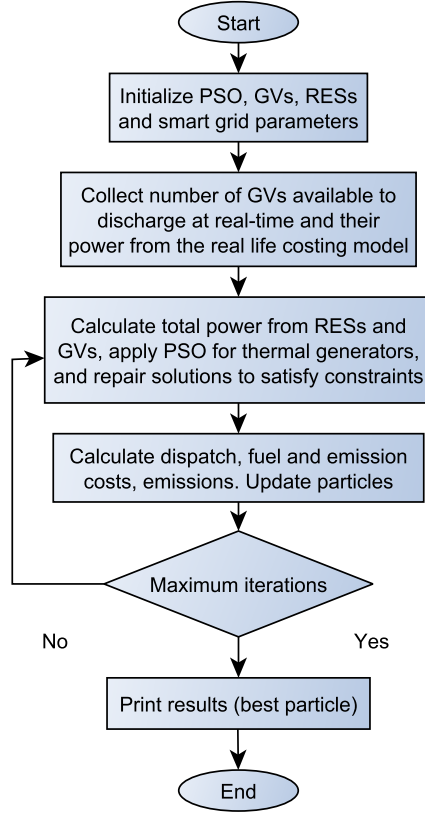 Start
Initialize PSO, GVs, RESs
and smart grid parameters
Collect number of GVs available to
discharge at real-time and their
power from the real life costing model
Calculate total power from RESs and
GVs, apply PSO for thermal generators,
and repair solutions to satisfy constraints
Calculate dispatch, fuel and emission
costs, emissions. Update particles
Maximum iterations
No
Yes
Print results (best particle)
End